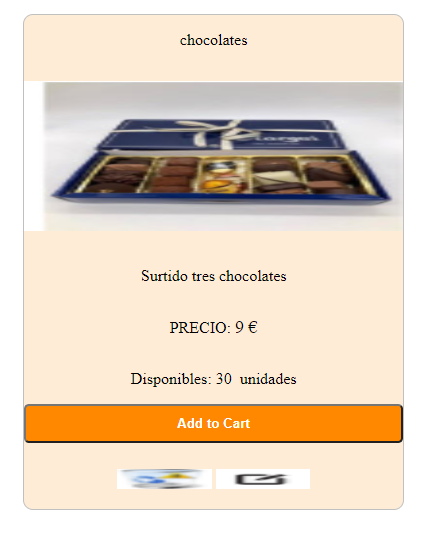 chocolates
Surtido tres chocolates
PRECIO: 9 €
Disponibles: 30 unidades
Add to Cart